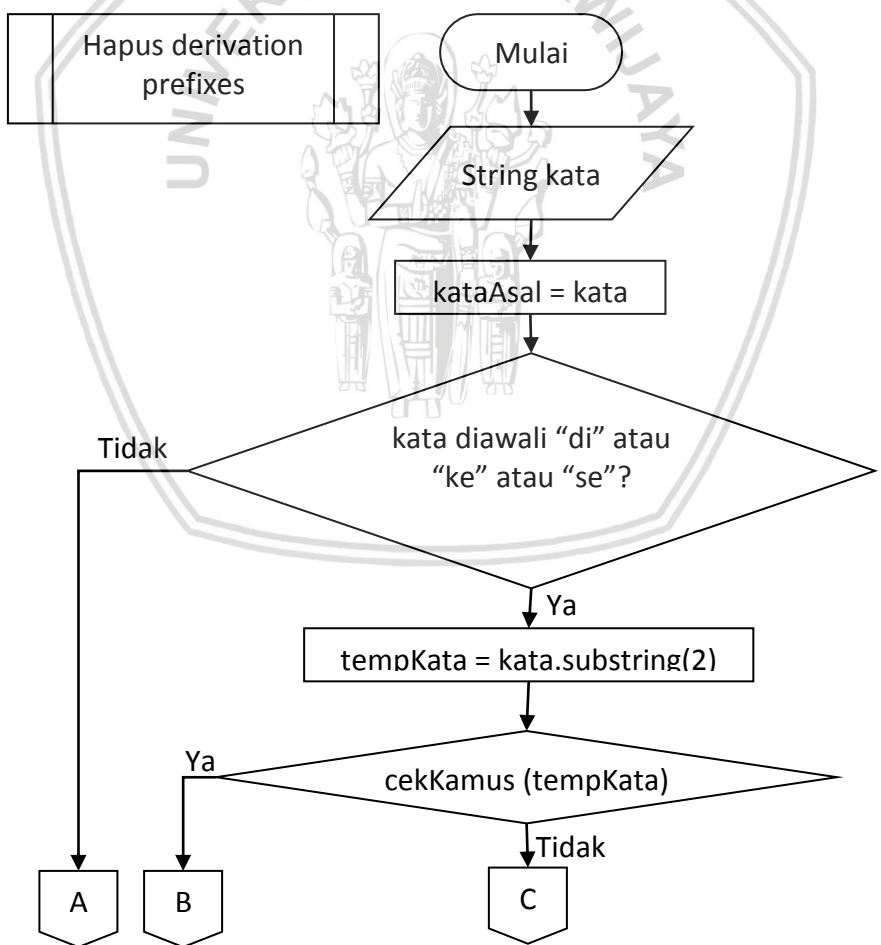 Hapus derivation
prefixes
Mulai
String kata
kataAsal = kata
kata diawali “di” atau
“ke” atau “se”?
Tidak
Ya
tempKata = kata.substring(2)
Ya
cekKamus (tempKata)
Tidak
A
B
C